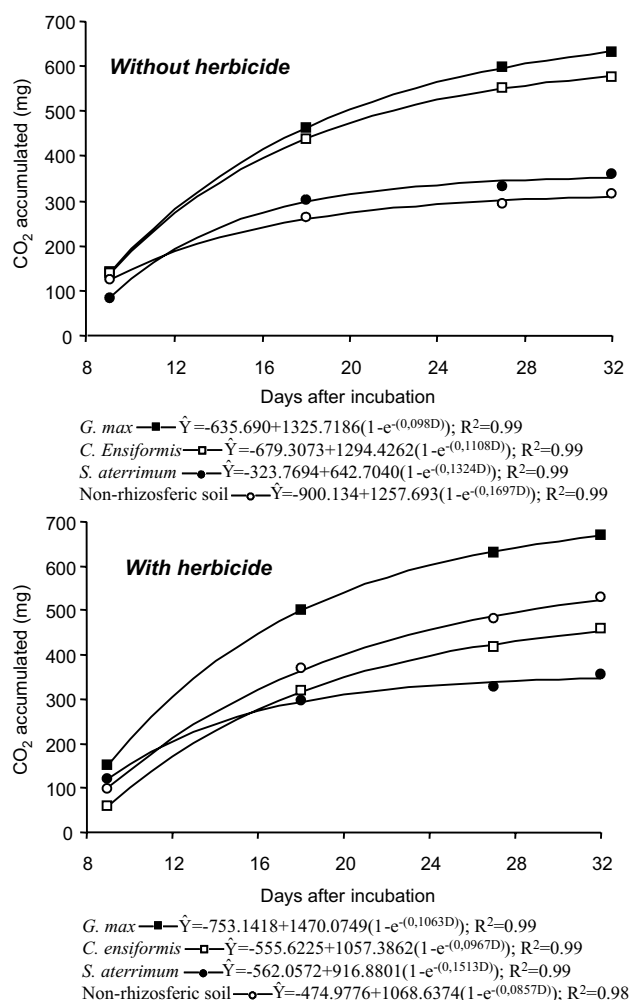 700
600
500
400
300
200
100
0
CO2 accumulated (mg)
Without herbicide
8 12 16 20 24 28 32
Days after incubation
G. max Ŷ=-635.690+1325.7186(1-e-(0,098D)); R2=0.99
C. Ensiformis Ŷ=-679.3073+1294.4262(1-e-(0,1108D)); R2=0.99
S. aterrimum Ŷ=-323.7694+642.7040(1-e-(0,1324D)); R2=0.99
Non-rhizosferic soil Ŷ=-900.134+1257.693(1-e-(0,1697D)); R2=0.99
700
600
500
400
300
200
100
0
CO2 accumulated (mg)
With herbicide
8 12 16 20 24 28 32
Days after incubation
G. max Ŷ=-753.1418+1470.0749(1-e-(0,1063D)); R2=0.99
C. ensiformis Ŷ=-555.6225+1057.3862(1-e-(0,0967D)); R2=0.99
S. aterrimum Ŷ=-562.0572+916.8801(1-e-(0,1513D)); R2=0.99
Non-rhizosferic soil Ŷ=-474.9776+1068.6374(1-e-(0,0857D)); R2=0.98